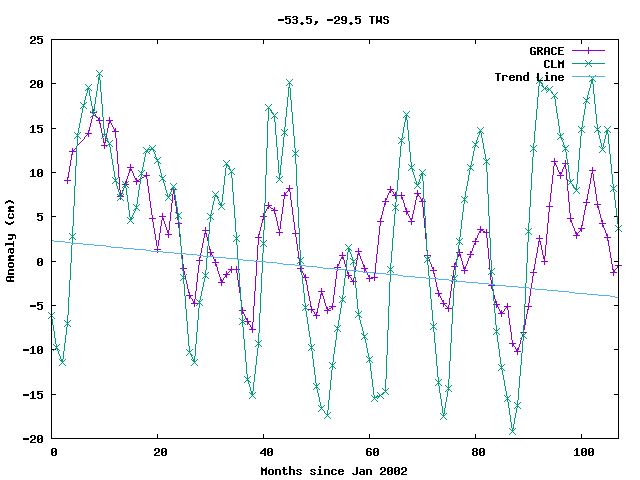 -53.5, -29.5 TWS
GRACE
CLM
Trend Line
25
20
15
10
5
0
-5
-10
-15
-20
Anomaly (cm)
0 20 40 60 80 100
Months since Jan 2002